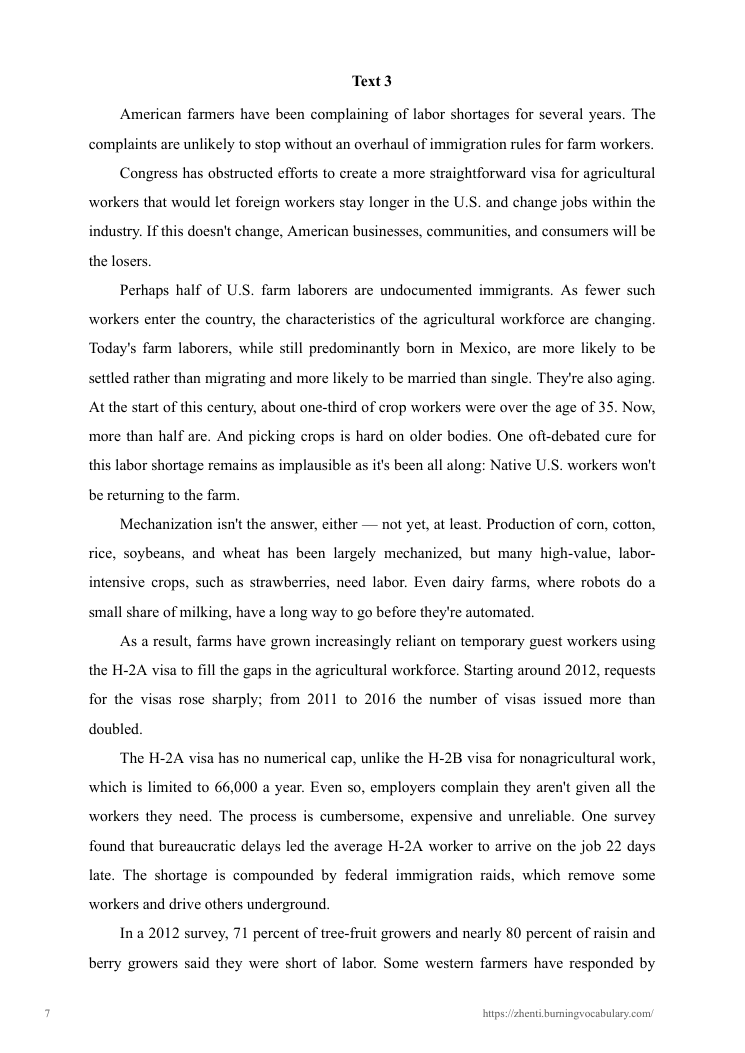 Text 3
American farmers have been complaining of labor shortages for several years. The
complaints are unlikely to stop without an overhaul of immigration rules for farm workers.
Congress has obstructed efforts to create a more straightforward visa for agricultural
workers that would let foreign workers stay longer in the U.S. and change jobs within the
industry. If this doesn't change, American businesses, communities, and consumers will be
the losers.
Perhaps half of U.S. farm laborers are undocumented immigrants. As fewer such
workers enter the country, the characteristics of the agricultural workforce are changing.
Today's farm laborers, while still predominantly born in Mexico, are more likely to be
settled rather than migrating and more likely to be married than single. They're also aging.
At the start of this century, about one-third of crop workers were over the age of 35. Now,
more than half are. And picking crops is hard on older bodies. One oft-debated cure for
this labor shortage remains as implausible as it's been all along: Native U.S. workers won't
be returning to the farm.
Mechanization isn't the answer, either — not yet, at least. Production of corn, cotton,
rice, soybeans, and wheat has been largely mechanized, but many high-value, labor-
intensive crops, such as strawberries, need labor. Even dairy farms, where robots do a
small share of milking, have a long way to go before they're automated.
As a result, farms have grown increasingly reliant on temporary guest workers using
the H-2A visa to fill the gaps in the agricultural workforce. Starting around 2012, requests
for the visas rose sharply; from 2011 to 2016 the number of visas issued more than
doubled.
The H-2A visa has no numerical cap, unlike the H-2B visa for nonagricultural work,
which is limited to 66,000 a year. Even so, employers complain they aren't given all the
workers they need. The process is cumbersome, expensive and unreliable. One survey
found that bureaucratic delays led the average H-2A worker to arrive on the job 22 days
late. The shortage is compounded by federal immigration raids, which remove some
workers and drive others underground.
In a 2012 survey, 71 percent of tree-fruit growers and nearly 80 percent of raisin and
berry growers said they were short of labor. Some western farmers have responded by
7
https://zhenti.burningvocabulary.com/